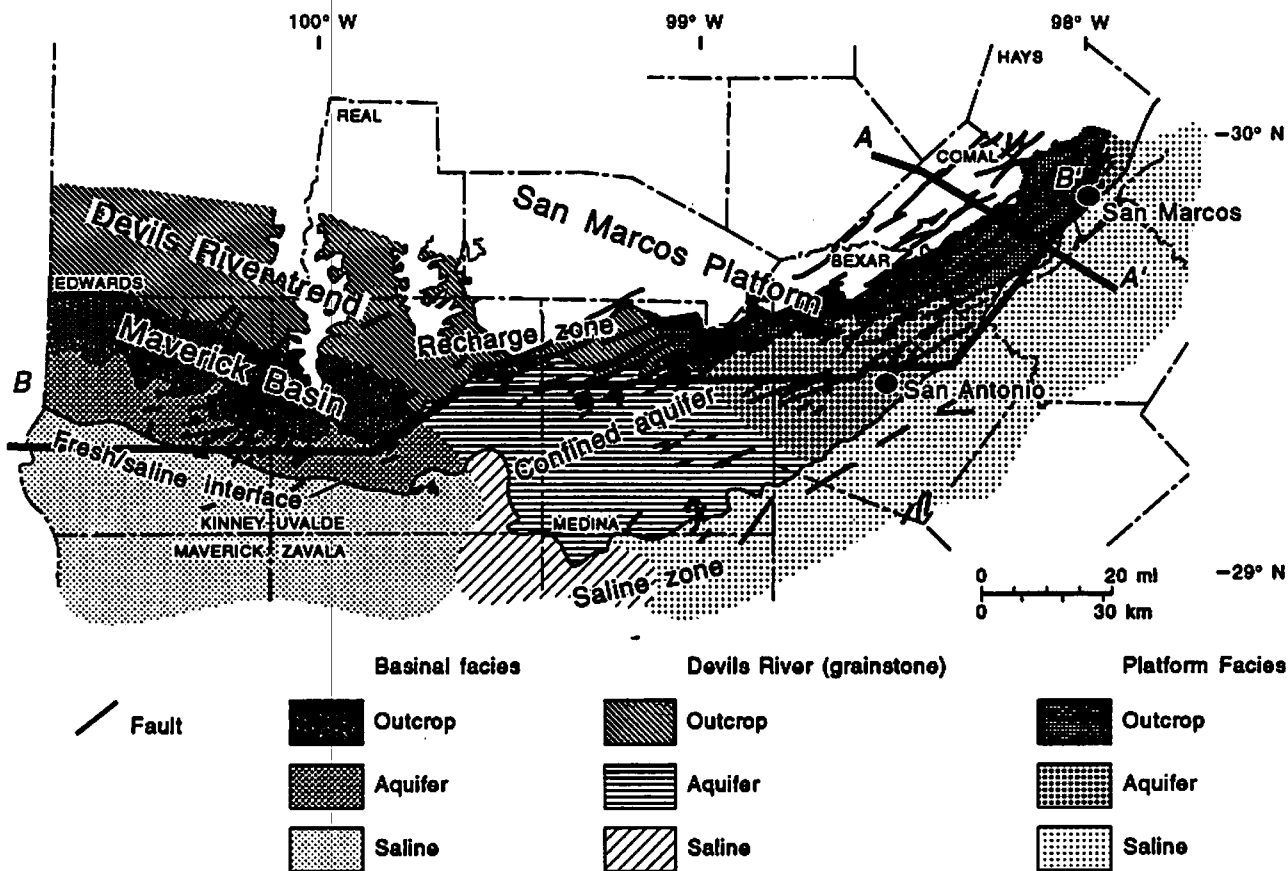 100° W
99° W
98° W
HAYS
REAL
A
COMAL
—30° N
B'
San Marcos
Devils River trend
San Marcos Platform
BEXAR
A'
EDWARDS
Recharge zone
Maverick Basin
B
San Antonio
Confined aquifer
Fresh/saline interface
KINNEY UVALDE
MEDINA
MAVERICK ZAVALA
Saline zone
0 20 mi
0 30 km
—29° N
Basinal facies
Devils River (grainstone)
Platform Facies
Fault
Outcrop
Outcrop
Outcrop
Aquifer
Aquifer
Aquifer
Saline
Saline
Saline